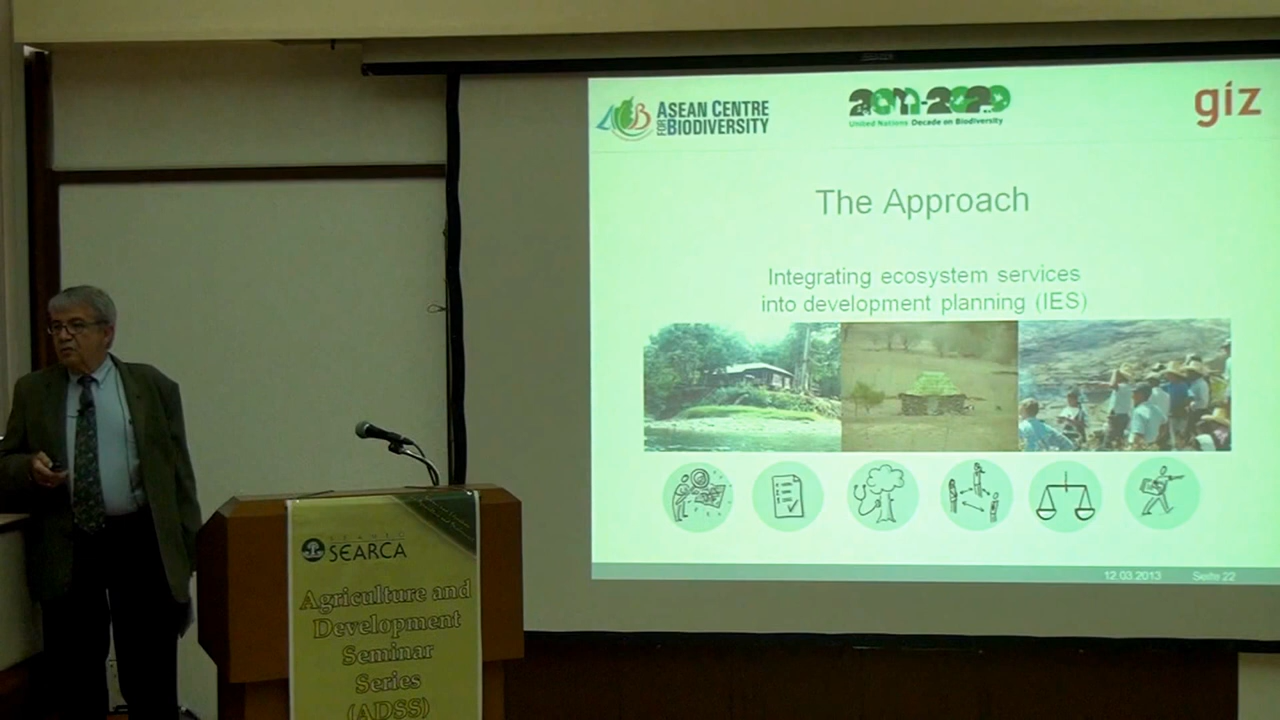 ASEAN CENTRE
FOR BIODIVERSITY
2011-2020
United Nations Decade on Biodiversity
giz
The Approach
Integrating ecosystem services
into development planning (IES)
12.03.2013 Seite 22
SEARCA
Agriculture and
Development
Seminar
Series
(ADSS)